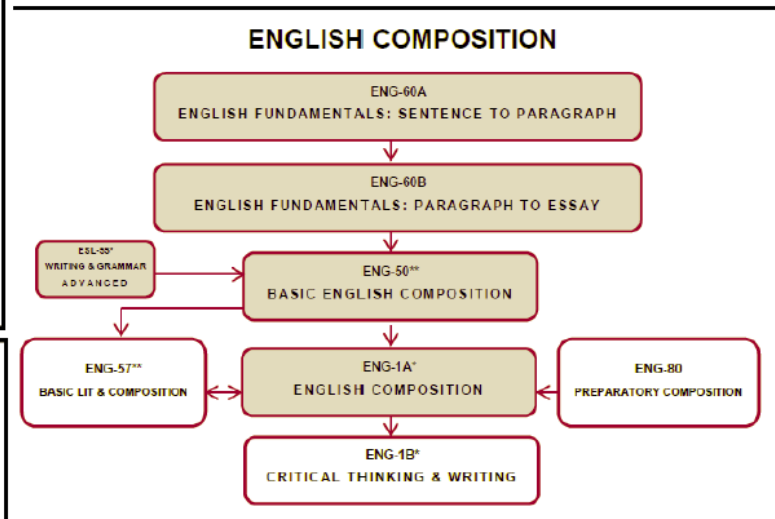 ENGLISH COMPOSITION
ENG-60A
ENGLISH FUNDAMENTALS: SENTENCE TO PARAGRAPH
ENG-60B
ENGLISH FUNDAMENTALS: PARAGRAPH TO ESSAY
ESL-55*
WRITING & GRAMMAR
ADVANCED
ENG-50**
BASIC ENGLISH COMPOSITION
ENG-57**
BASIC LIT & COMPOSITION
ENG-1A*
ENGLISH COMPOSITION
ENG-80
PREPARATORY COMPOSITION
ENG-1B*
CRITICAL THINKING & WRITING